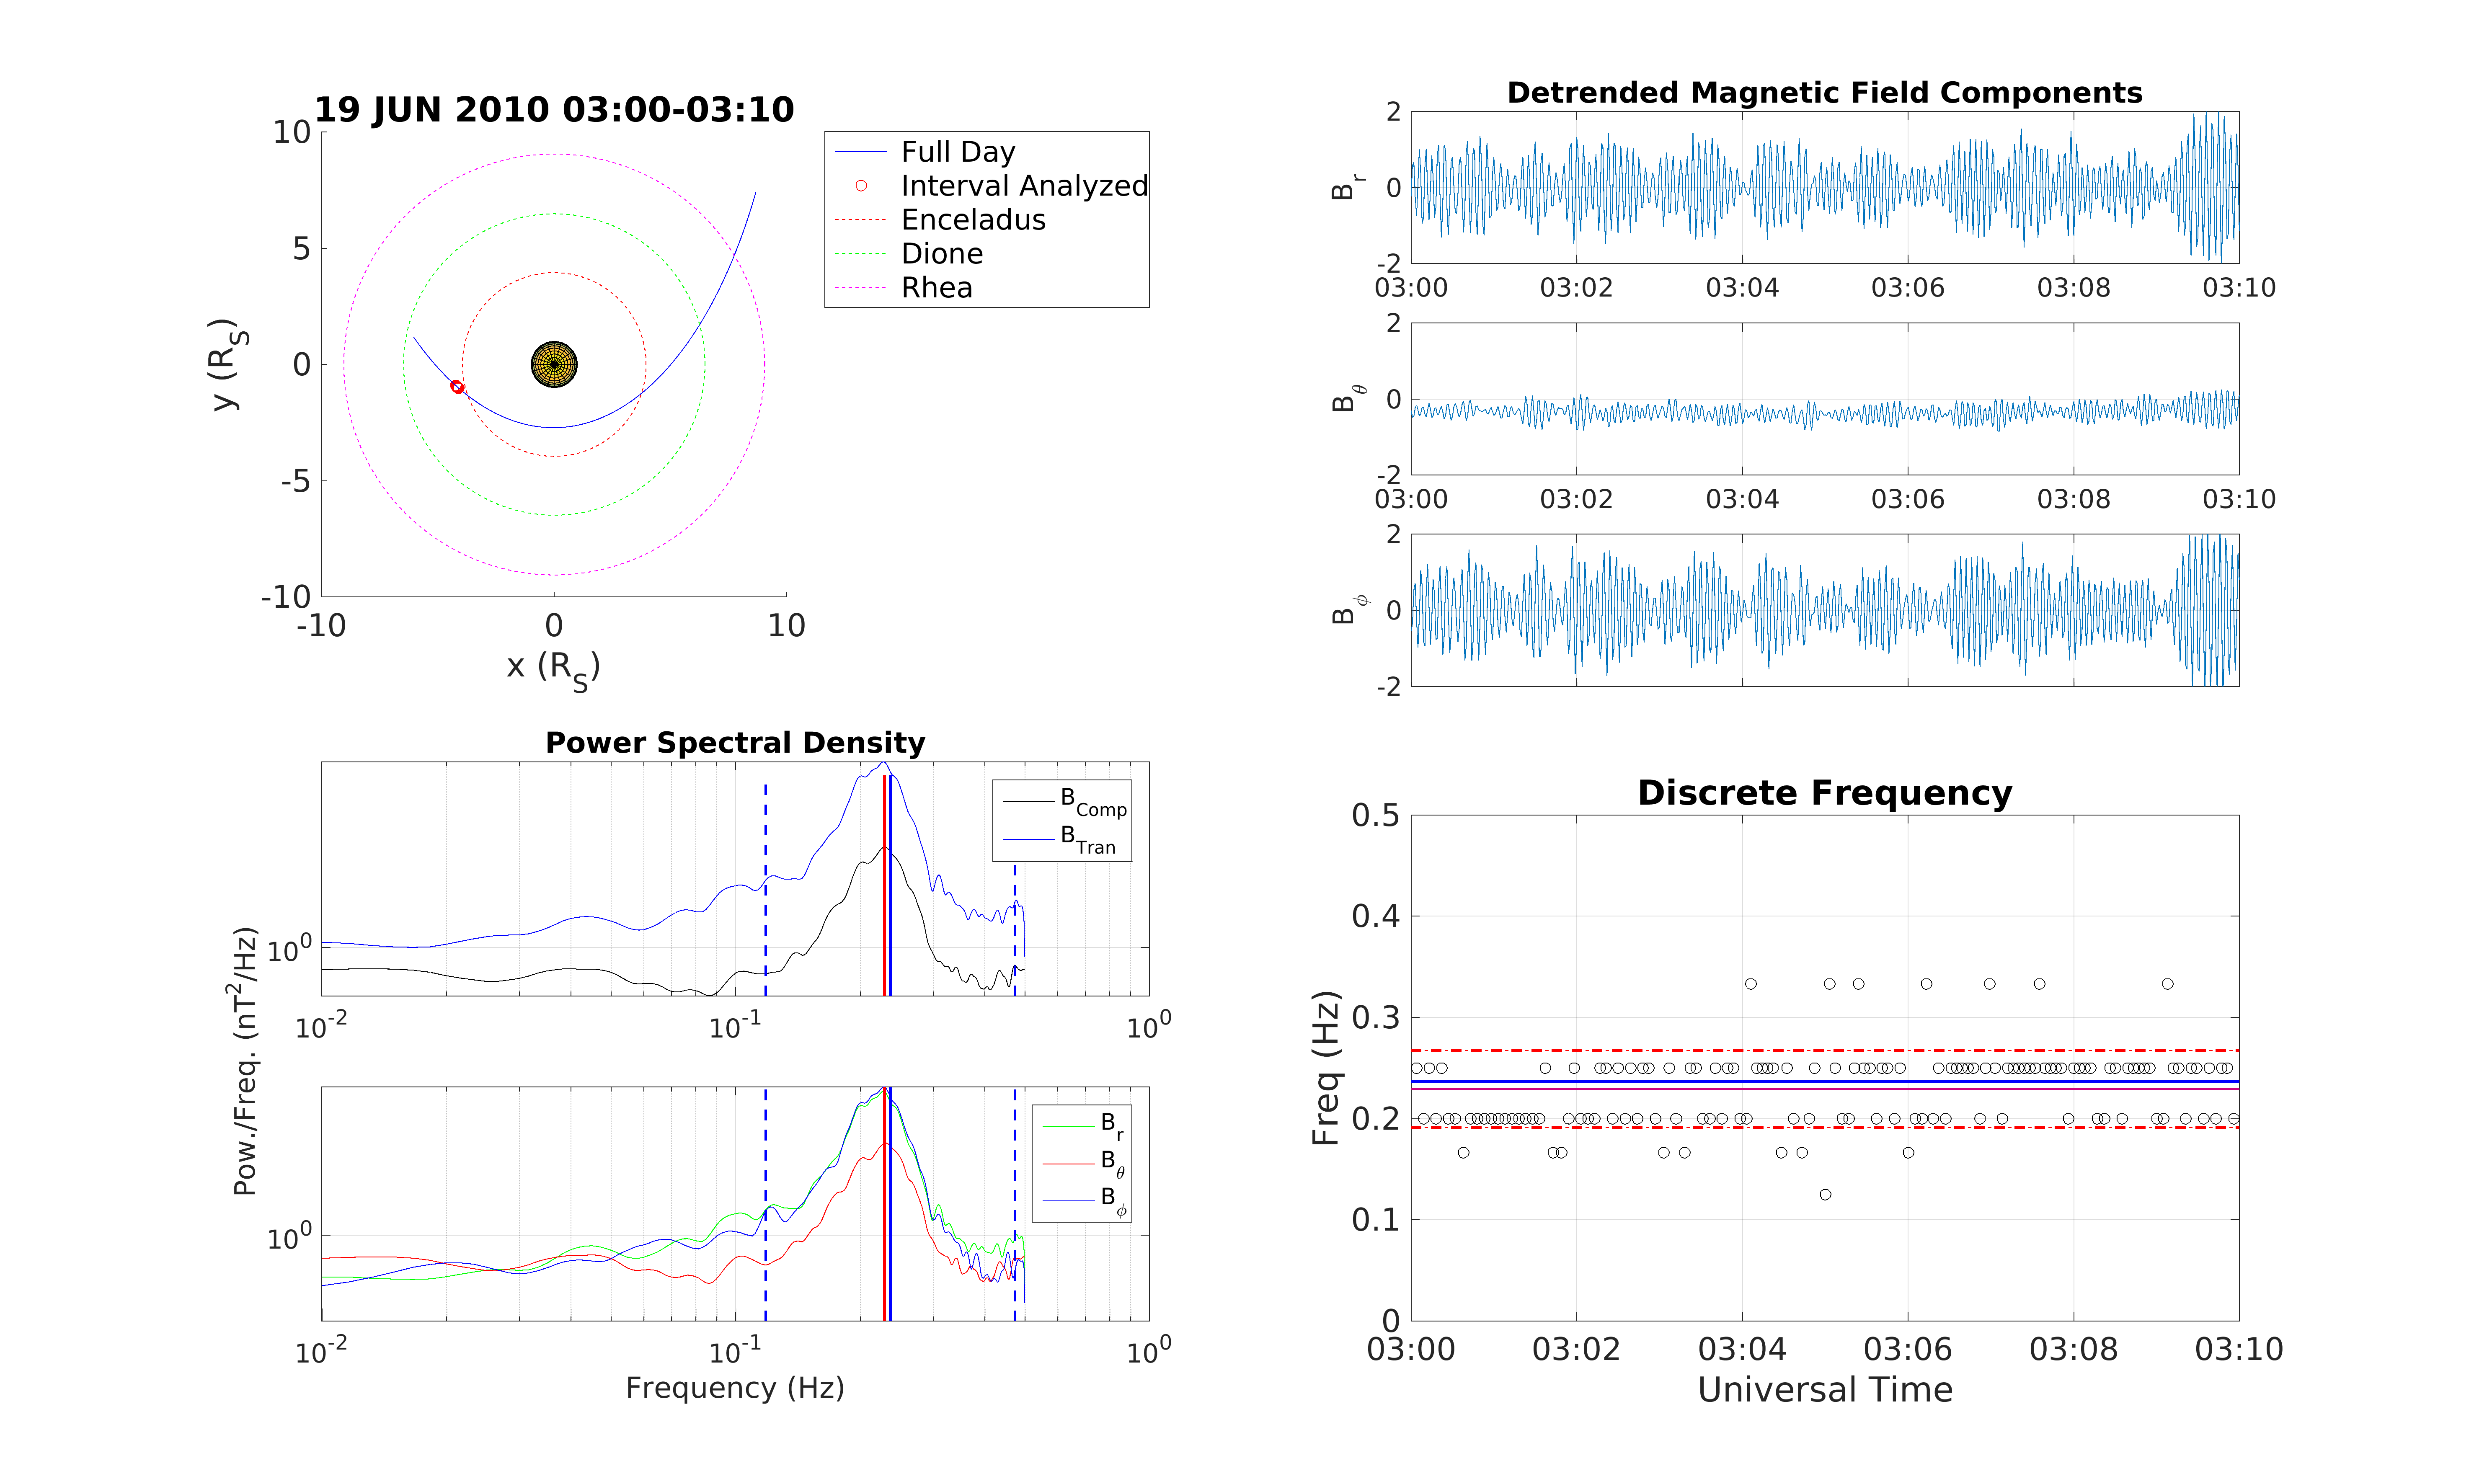 19 JUN 2010 03:00-03:10
10
5
0
-5
-10
-10
0
10
y (R_S)
x (R_S)
Full Day
Interval Analyzed
Enceladus
Dione
Rhea
Detrended Magnetic Field Components
2
0
-2
B_r
03:00
03:02
03:04
03:06
03:08
03:10
2
0
-2
B_θ
03:00
03:02
03:04
03:06
03:08
03:10
2
0
-2
B_ϕ
Power Spectral Density
B_Comp
B_Tran
10^0
10^-2
10^-1
10^0
Pow./Freq. (nT^2/Hz)
B_r
B_θ
B_ϕ
10^0
10^-2
10^-1
10^0
Frequency (Hz)
Discrete Frequency
0.5
0.4
0.3
0.2
0.1
0
Freq (Hz)
03:00
03:02
03:04
03:06
03:08
03:10
Universal Time